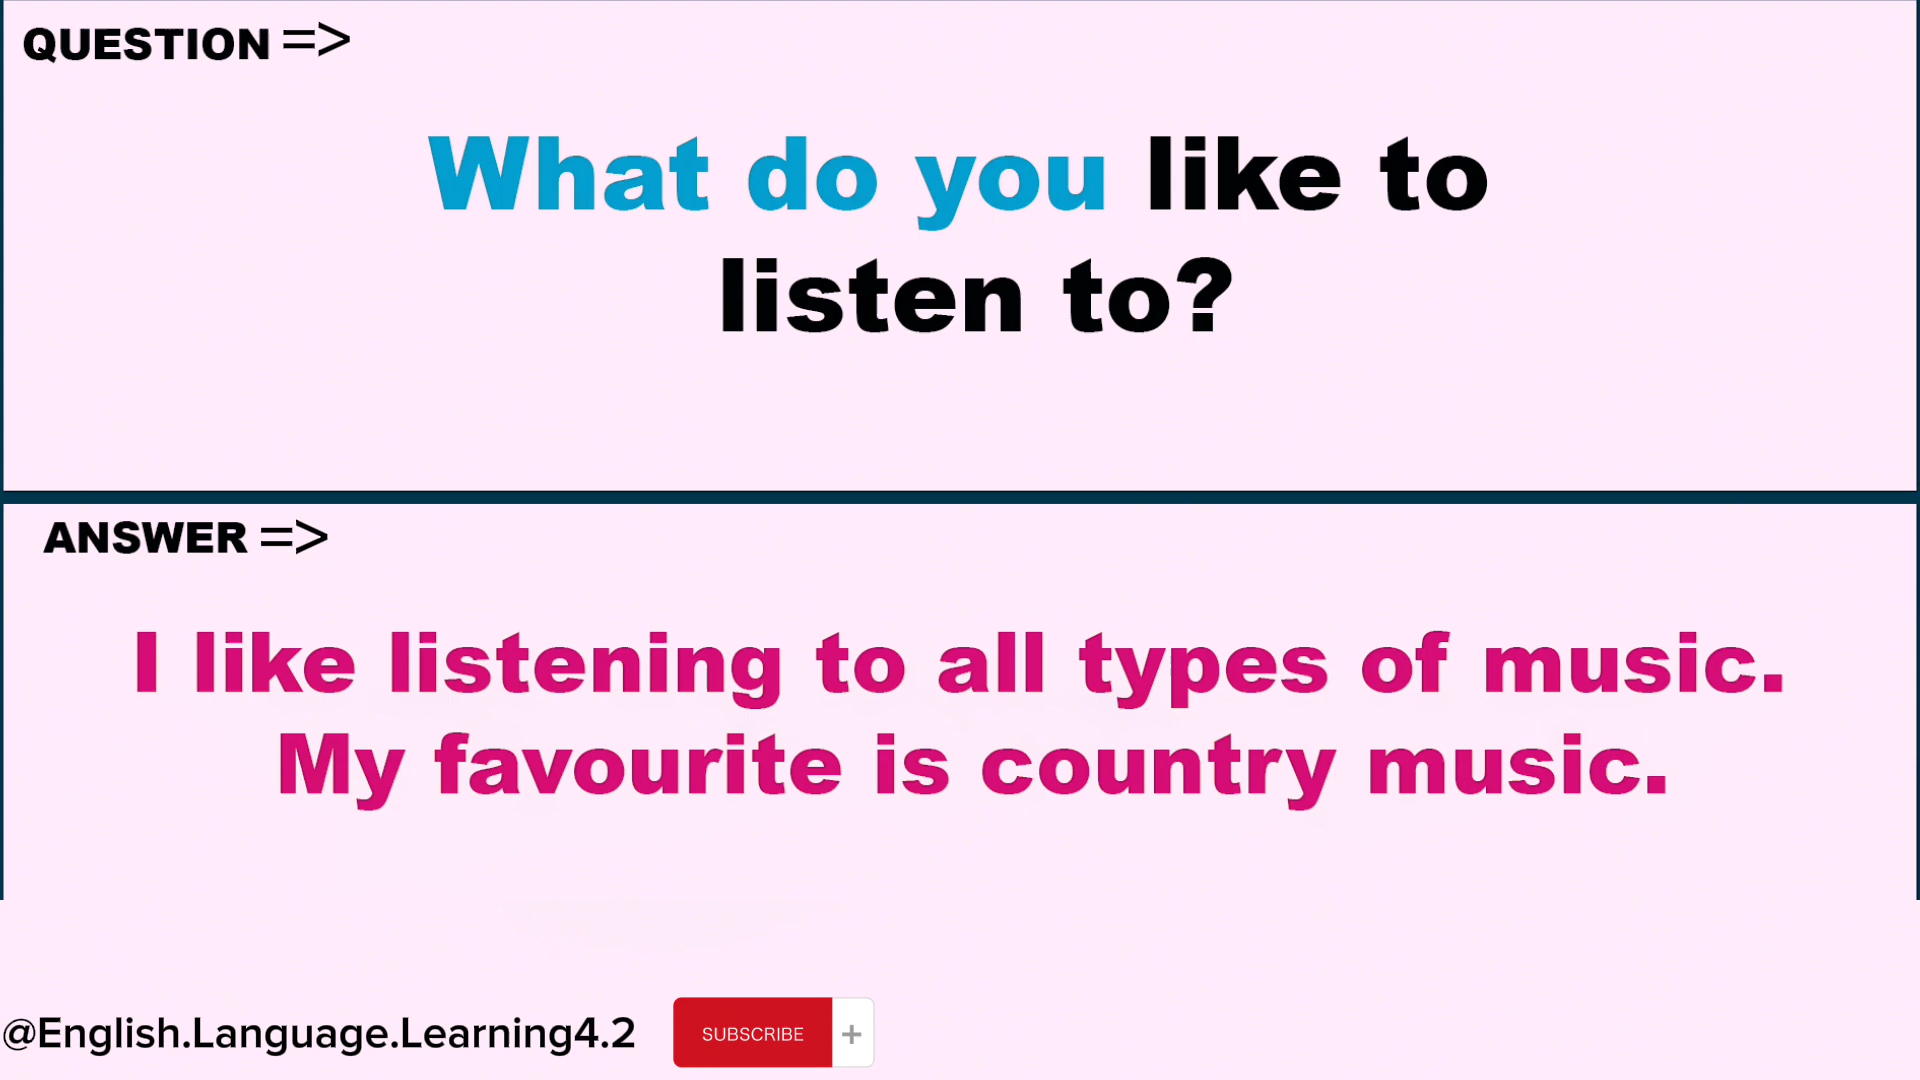 QUESTION =>
What do you like to
listen to?
ANSWER =>
I like listening to all types of music.
My favourite is country music.
@English.Language.Learning4.2
SUBSCRIBE +